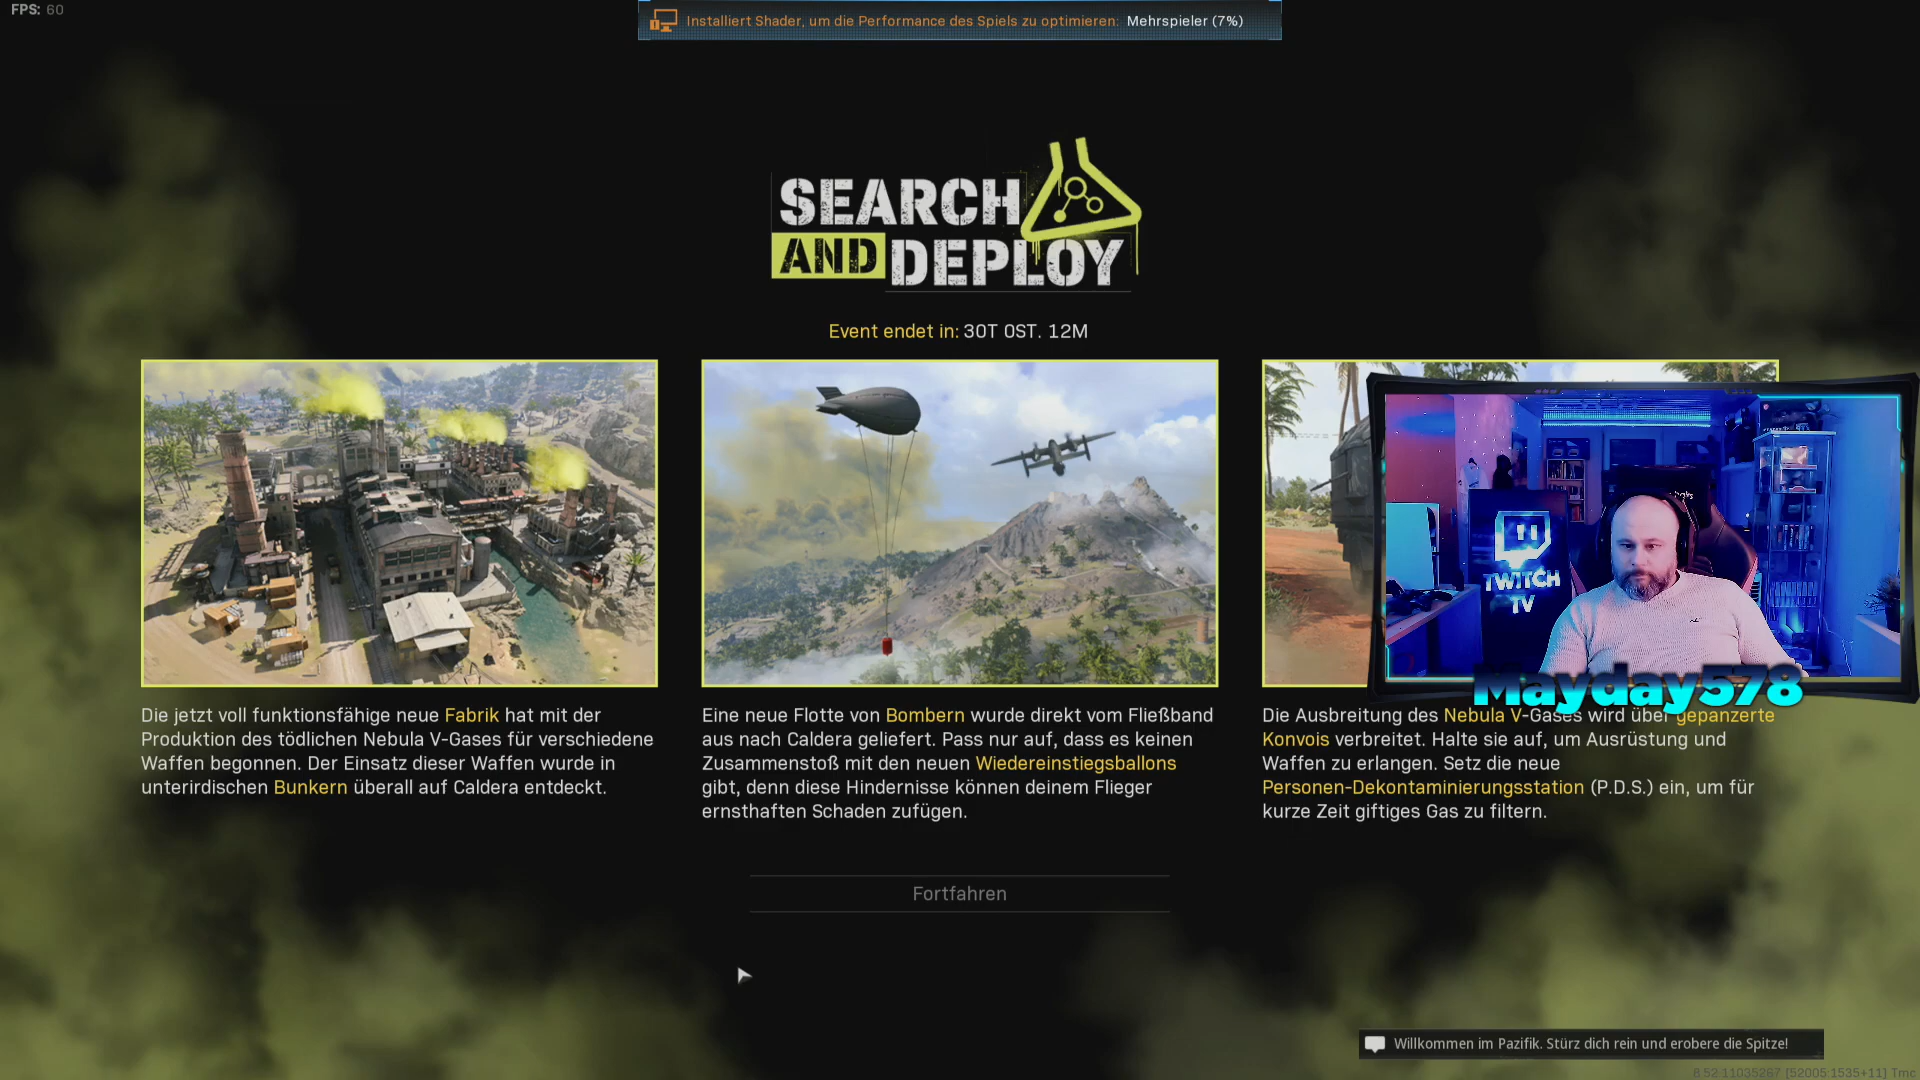 FPS: 60
Installiert Shader, um die Performance des Spiels zu optimieren: Mehrspieler (7%)
SEARCH
AND DEPLOY
Event endet in: 30T 0ST. 12M
TWITCH
TV
Mayday578
Die jetzt voll funktionsfähige neue Fabrik hat mit der
Produktion des tödlichen Nebula V-Gases für verschiedene
Waffen begonnen. Der Einsatz dieser Waffen wurde in
unterirdischen Bunkern überall auf Caldera entdeckt.
Eine neue Flotte von Bombern wurde direkt vom Fließband
aus nach Caldera geliefert. Pass nur auf, dass es keinen
Zusammenstoß mit den neuen Wiedereinstiegsballons
gibt, denn diese Hindernisse können deinem Flieger
ernsthaften Schaden zufügen.
Die Ausbreitung des Nebula V-Gases wird über gepanzerte
Konvois verbreitet. Halte sie auf, um Ausrüstung und
Waffen zu erlangen. Setz die neue
Personen-Dekontaminierungsstation (P.D.S.) ein, um für
kurze Zeit giftiges Gas zu filtern.
Fortfahren
Willkommen im Pazifik. Stürz dich rein und erobere die Spitze!
8.52.11035267 [52005:1535+11] Tmc